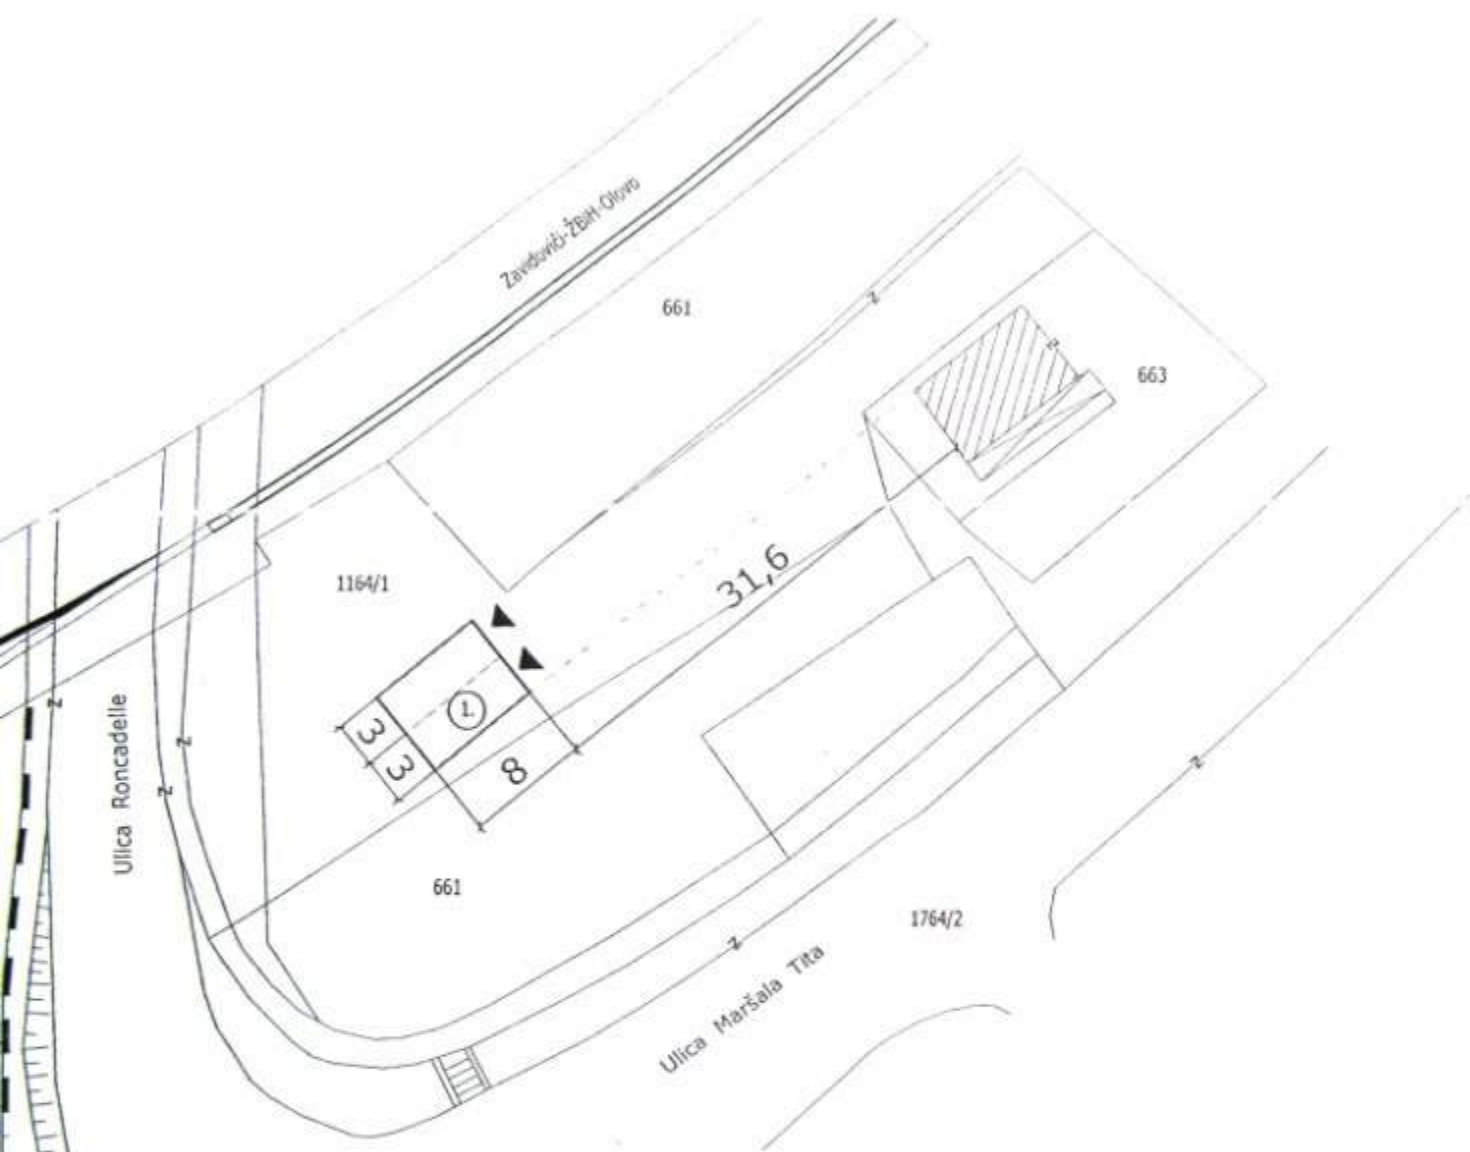 Zavidovići-ŽBiH-Olovo
661
663
1164/1
31,6
1.
3
3
8
Ulica Roncadelle
661
1764/2
Ulica Maršala Tita
z
z
z
z
z
z
z